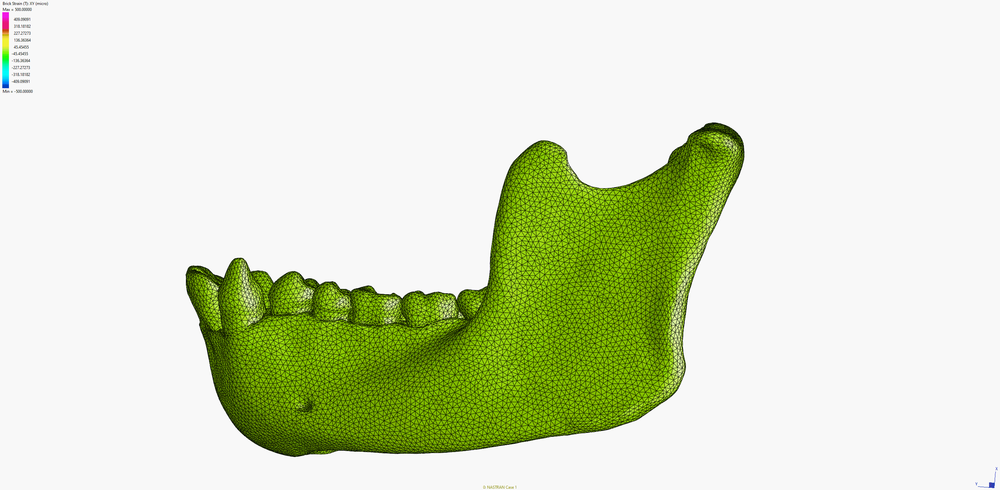 Brick Strain (T): XY (micro)
Max = 500.00000
409.09091
318.18182
227.27273
136.36364
45.45455
-45.45455
-136.36364
-227.27273
-318.18182
-409.09091
Min = -500.00000
X
Y
0: NASTRAN Case 1